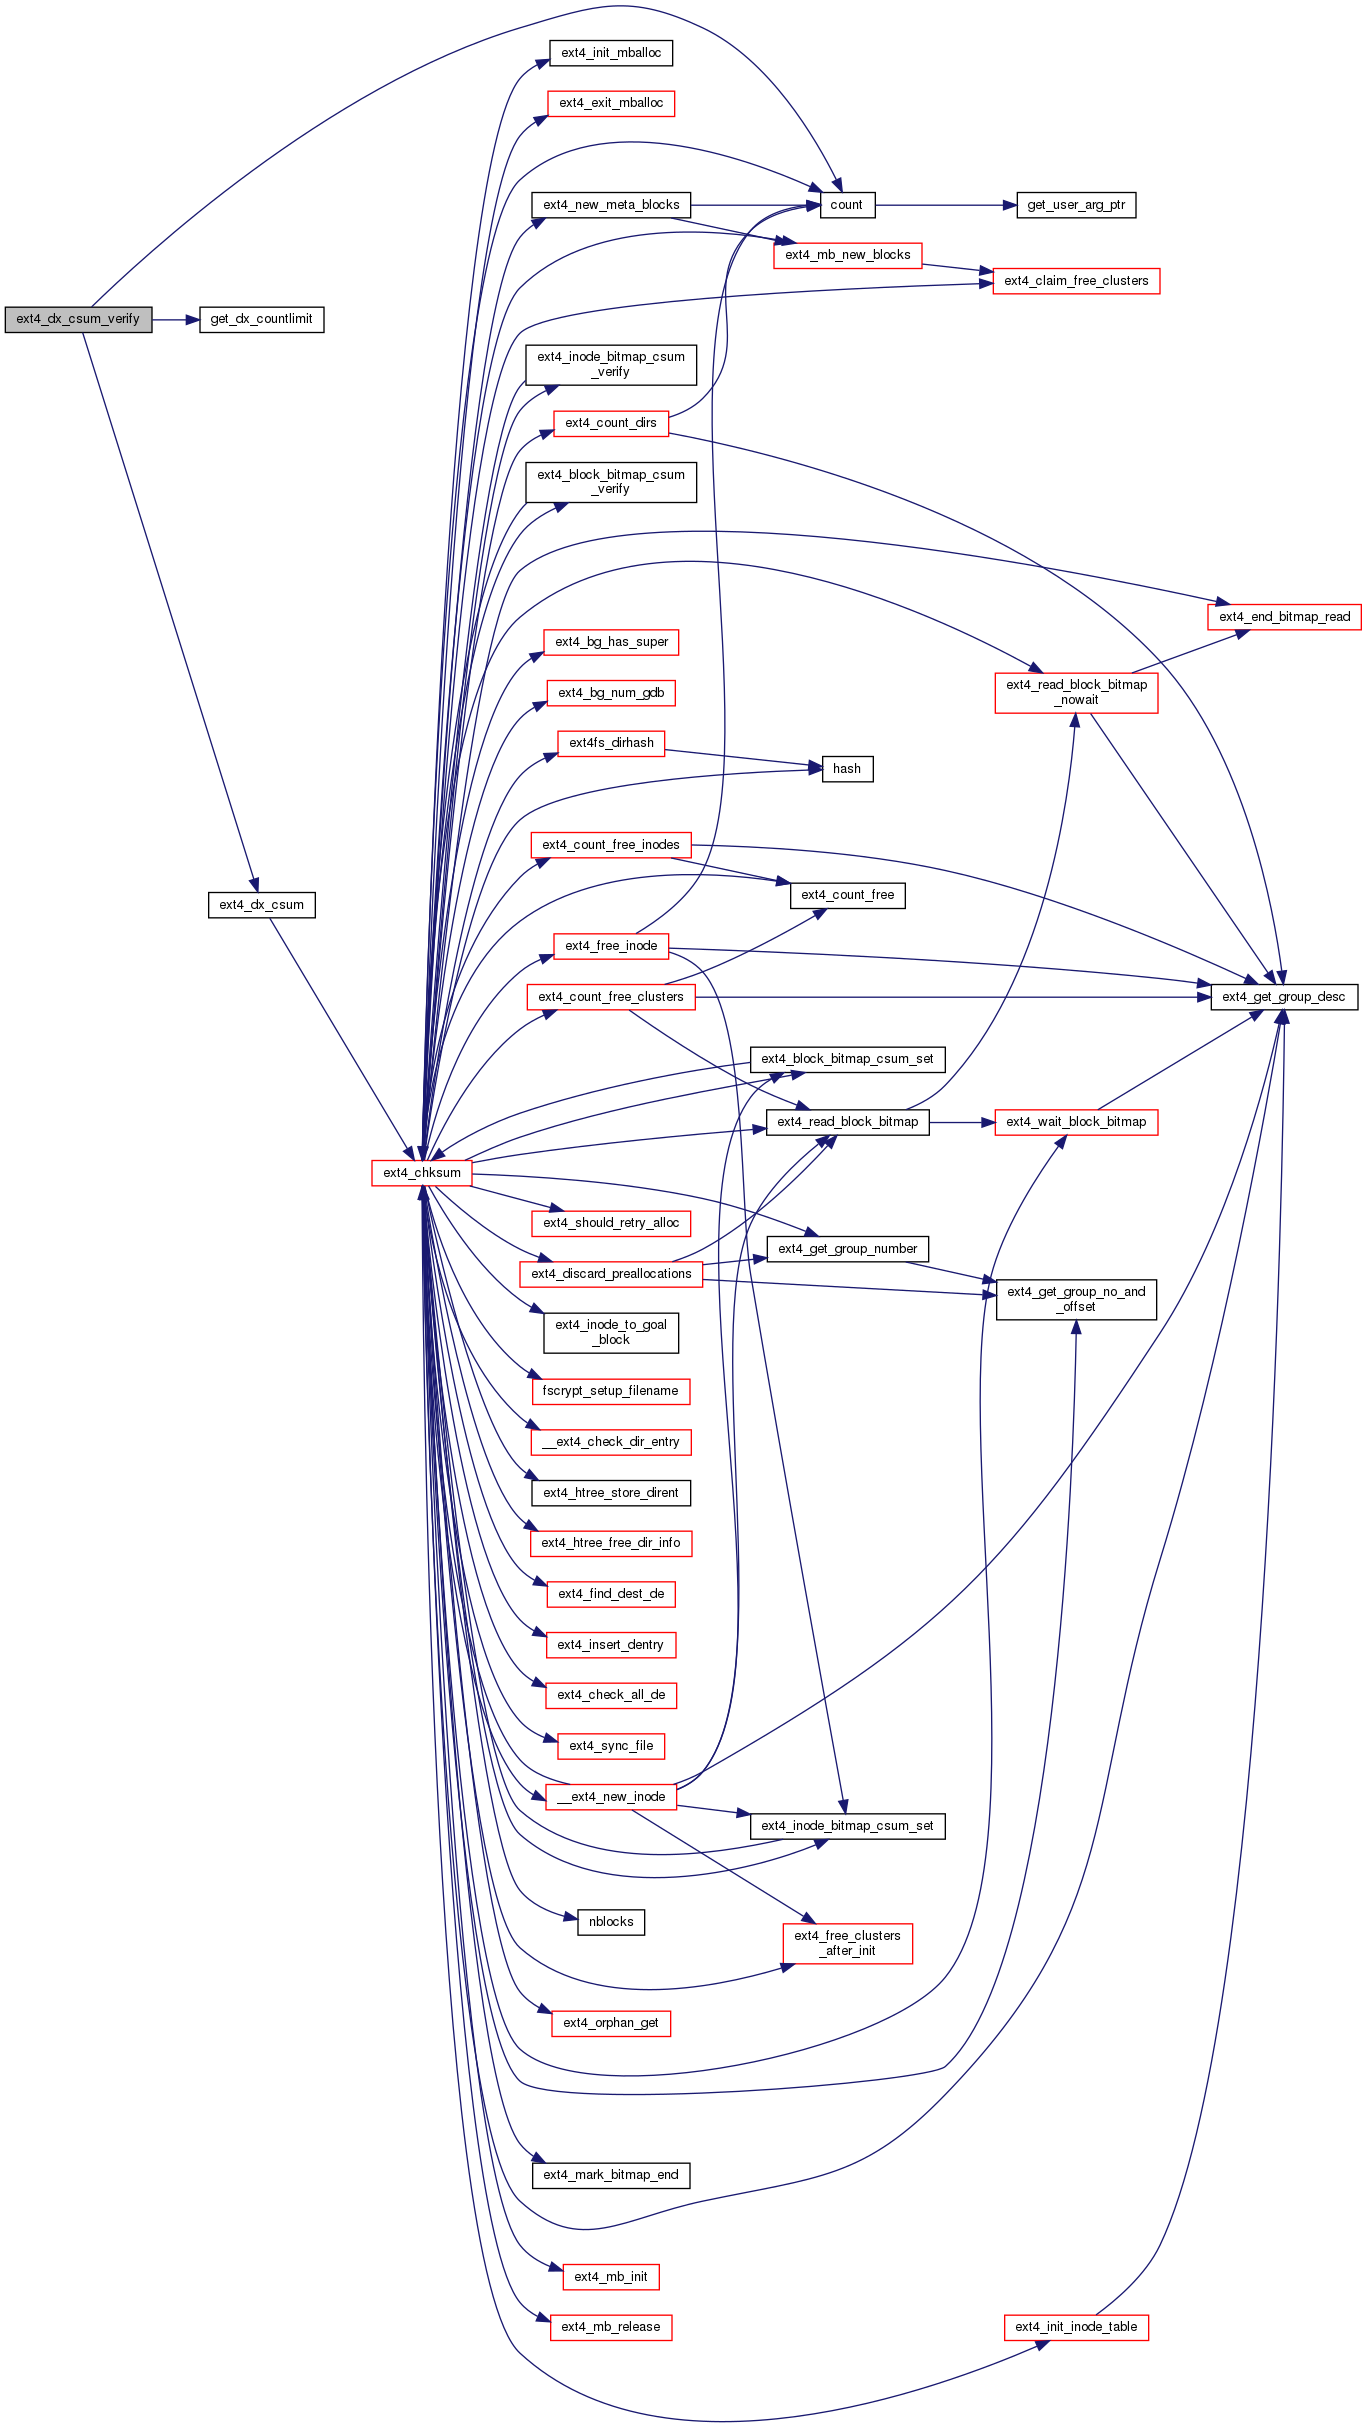 ext4_init_mballoc
ext4_exit_mballoc
ext4_new_meta_blocks
count
get_user_arg_ptr
ext4_mb_new_blocks
ext4_claim_free_clusters
ext4_dx_csum_verify
get_dx_countlimit
ext4_inode_bitmap_csum
_verify
ext4_count_dirs
ext4_block_bitmap_csum
_verify
ext4_end_bitmap_read
ext4_bg_has_super
ext4_read_block_bitmap
_nowait
ext4_bg_num_gdb
ext4fs_dirhash
hash
ext4_count_free_inodes
ext4_count_free
ext4_dx_csum
ext4_free_inode
ext4_count_free_clusters
ext4_get_group_desc
ext4_block_bitmap_csum_set
ext4_read_block_bitmap
ext4_wait_block_bitmap
ext4_chksum
ext4_should_retry_alloc
ext4_get_group_number
ext4_discard_preallocations
ext4_get_group_no_and
_offset
ext4_inode_to_goal
_block
fscrypt_setup_filename
__ext4_check_dir_entry
ext4_htree_store_dirent
ext4_htree_free_dir_info
ext4_find_dest_de
ext4_insert_dentry
ext4_check_all_de
ext4_sync_file
__ext4_new_inode
ext4_inode_bitmap_csum_set
nblocks
ext4_free_clusters
_after_init
ext4_orphan_get
ext4_mark_bitmap_end
ext4_mb_init
ext4_mb_release
ext4_init_inode_table